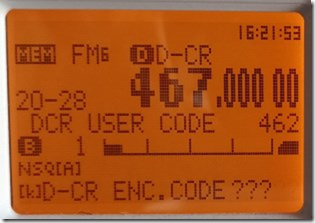 16:21:53
MEM FM6 D D-CR
20-28 467.000 00
DCR USER CODE 462
B 1
NSQ[A]
[k]D-CR ENC.CODE ???